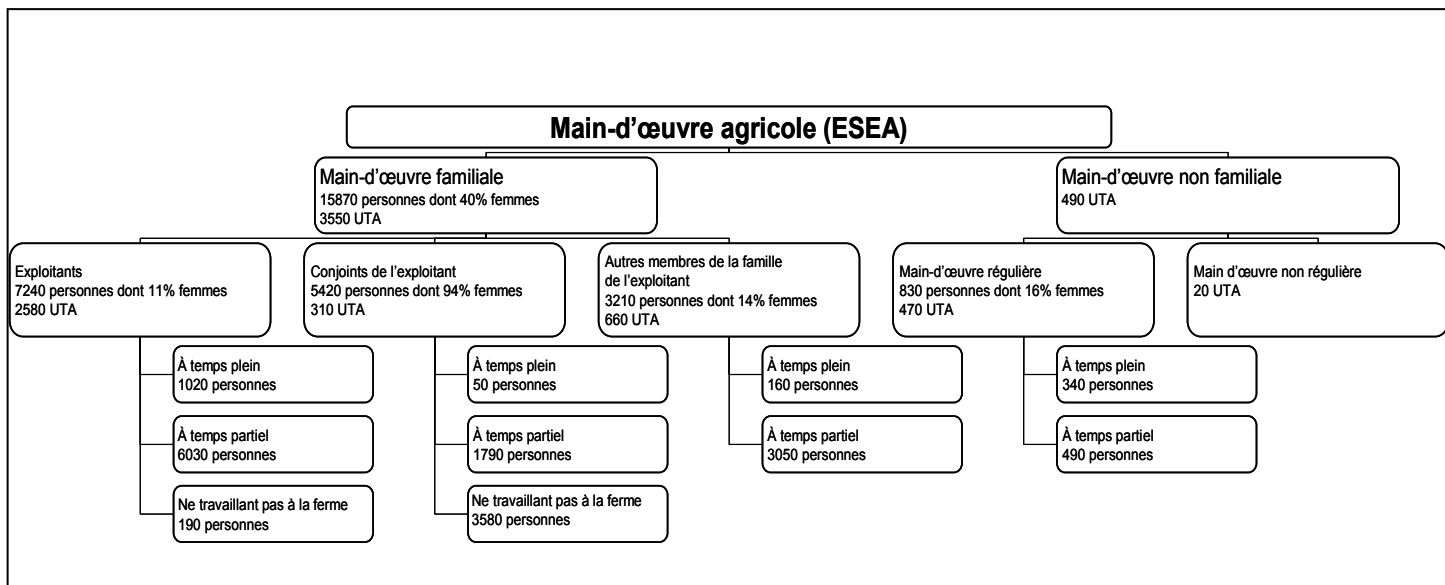 Main-d'œuvre agricole (ESEA)
Main-d'œuvre familiale
15870 personnes dont 40% femmes
3550 UTA
Main-d'œuvre non familiale
490 UTA
Exploitants
7240 personnes dont 11% femmes
2580 UTA
Conjoints de l'exploitant
5420 personnes dont 94% femmes
310 UTA
Autres membres de la famille
de l'exploitant
3210 personnes dont 14% femmes
660 UTA
Main-d'œuvre régulière
830 personnes dont 16% femmes
470 UTA
Main d'œuvre non régulière
20 UTA
À temps plein
1020 personnes
À temps partiel
6030 personnes
Ne travaillant pas à la ferme
190 personnes
À temps plein
50 personnes
À temps partiel
1790 personnes
Ne travaillant pas à la ferme
3580 personnes
À temps plein
160 personnes
À temps partiel
3050 personnes
À temps plein
340 personnes
À temps partiel
490 personnes